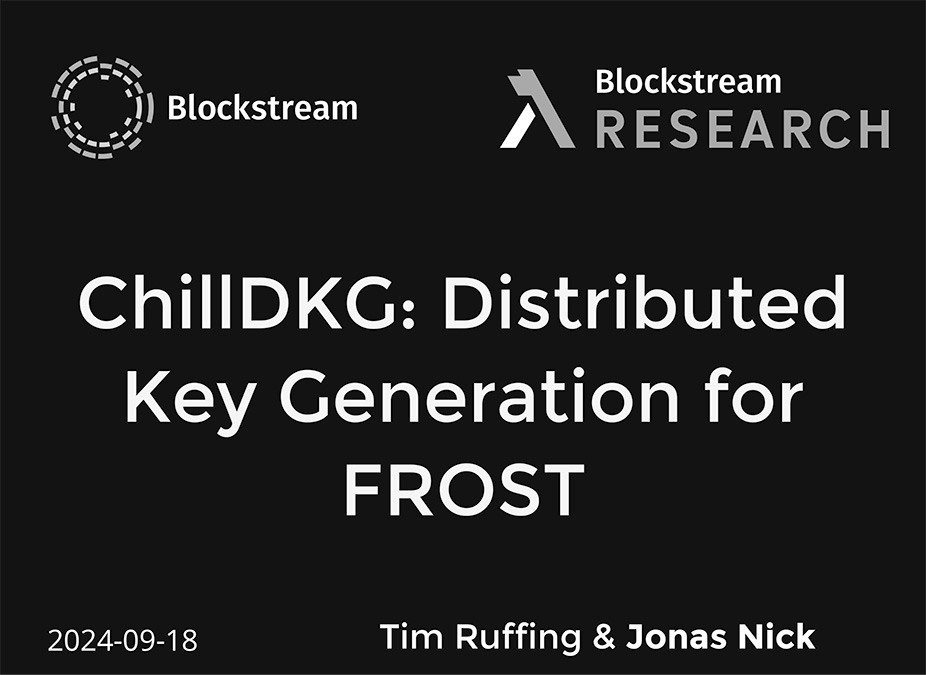 Blockstream
Blockstream
RESEARCH
ChillDKG: Distributed
Key Generation for
FROST
2024-09-18
Tim Ruffing & Jonas Nick